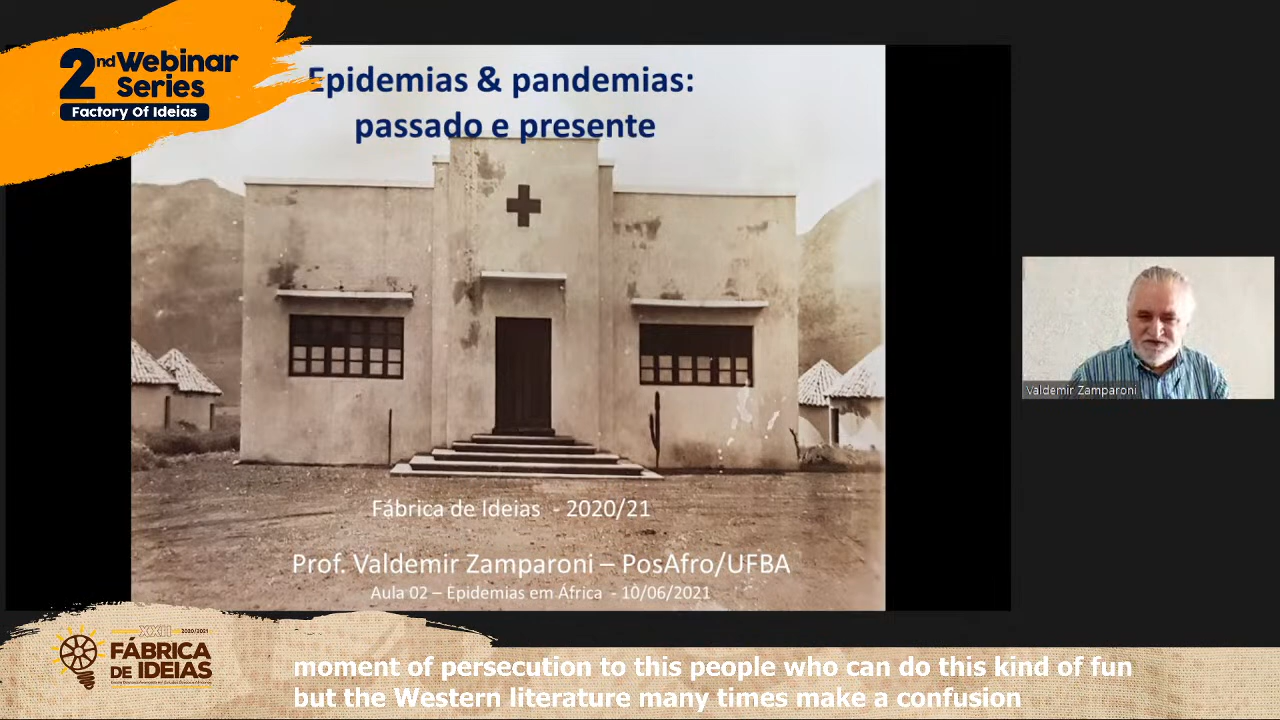 2nd Webinar
Series
Factory Of Ideias
Epidemias & pandemias:
passado e presente
Fábrica de Ideias - 2020/21
Prof. Valdemir Zamparoni – PosAfro/UFBA
Aula 02 – Epidemias em África - 10/06/2021
Valdemir Zamparoni
XXII 2020/2021
FÁBRICA
DE IDEIAS
moment of persecution to this people who can do this kind of fun
but the Western literature many times make a confusion